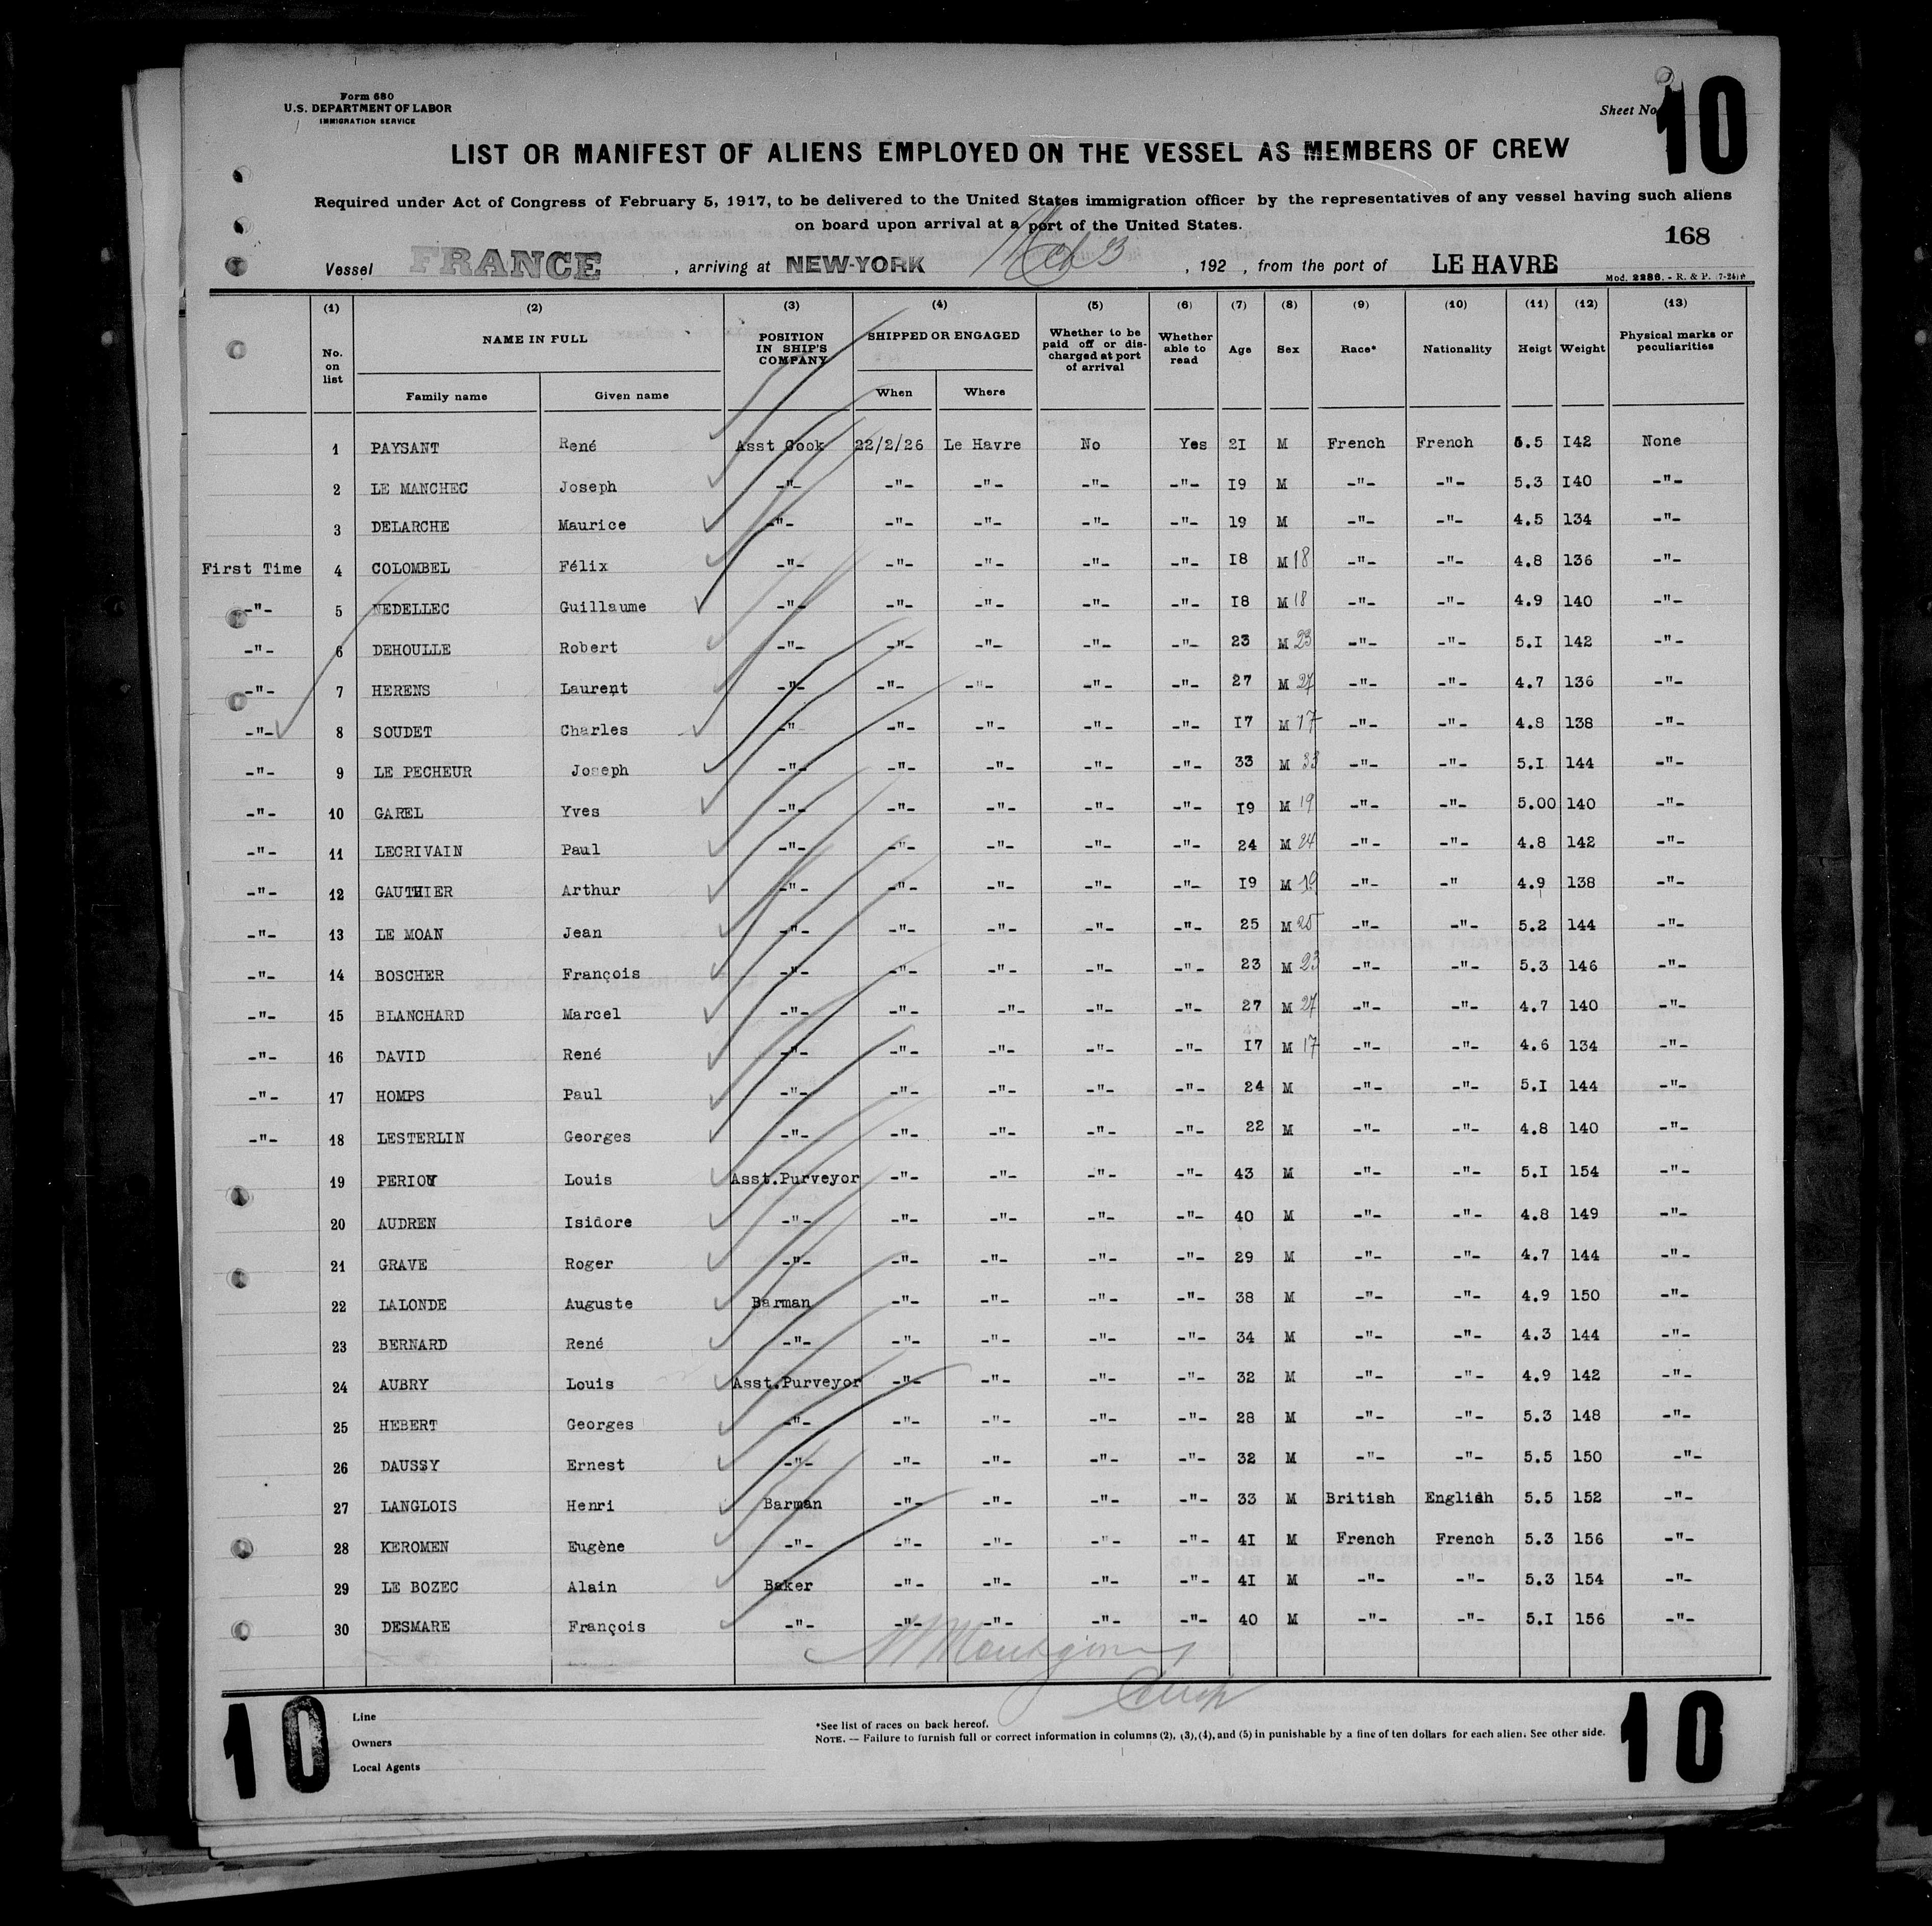 Form 680
U.S. DEPARTMENT OF LABOR
IMMIGRATION SERVICE
Sheet No 10
LIST OR MANIFEST OF ALIENS EMPLOYED ON THE VESSEL AS MEMBERS OF CREW
Required under Act of Congress of February 5, 1917, to be delivered to the United States immigration officer by the representatives of any vessel having such aliens
on board upon arrival at a port of the United States.
168
Vessel FRANCE , arriving at NEW-YORK Mch 3 , 192 , from the port of LE HAVRE
Mod. 2286. - R. & P. (7-24)
(1) (2) (3) (4) (5) (6) (7) (8) (9) (10) (11) (12) (13)
No. on list NAME IN FULL Family name Given name POSITION IN SHIP'S COMPANY SHIPPED OR ENGAGED When Where Whether to be paid off or discharged at port of arrival Whether able to read Age Sex Race* Nationality Heigt Weight Physical marks or peculiarities
1 PAYSANT René Asst Cook 22/2/26 Le Havre No Yes 2I M French French 5.5 I42 None
2 LE MANCHEC Joseph -"- -"- -"- -"- -"- I9 M -"- -"- 5.3 I40 -"-
3 DELARCHE Maurice -"- -"- -"- -"- -"- 19 M -"- -"- 4.5 134 -"-
First Time 4 COLOMBEL Félix -"- -"- -"- -"- -"- I8 M 18 -"- -"- 4.8 136 -"-
-"- 5 NEDELLEC Guillaume -"- -"- -"- -"- -"- I8 M 18 -"- -"- 4.9 140 -"-
-"- 6 DEHOULLE Robert -"- -"- -"- -"- -"- 23 M 23 -"- -"- 5.I 142 -"-
-"- 7 HERENS Laurent -"- -"- -"- -"- -"- 27 M 27 -"- -"- 4.7 136 -"-
-"- 8 SOUDET Charles -" -"- -"- -"- -"- I7 M 17 -"- -"- 4.8 138 -"-
-"- 9 LE PECHEUR Joseph -"- -"- -"- -"- -"- 33 M 33 -"- -"- 5.I 144 -"-
-"- 10 GAREL Yves -"- -"- -"- -"- -"- I9 M 19 -"- -"- 5.00 140 -"-
-"- 11 LECRIVAIN Paul -"- -"- -"- -"- -"- 24 M 24 -"- -"- 4.8 142 -"-
-"- 12 GAUTHIER Arthur -"- -"- -"- -"- -"- I9 M 19 -"- -" 4.9 138 -"-
-"- 13 LE MOAN Jean -"- -"- -"- -"- -"- 25 M 25 -"- -"- 5.2 144 -"-
-"- 14 BOSCHER François -"- -"- -"- -"- -"- 23 M 23 -"- -"- 5.3 146 -"-
-"- 15 BLANCHARD Marcel -"- -"- -"- -"- -"- 27 M 27 -"- -"- 4.7 140 -"-
-"- 16 DAVID René -"- -"- -"- -"- -"- I7 M 17 -"- -"- 4.6 134 -"-
-"- 17 HOMPS Paul -"- -"- -"- -"- -"- 24 M -"- -"- 5.I 144 -"-
-"- 18 LESTERLIN Georges -"- -"- -"- -"- -"- 22 M -"- -"- 4.8 140 -"-
19 PERIOU Louis Asst.Purveyor -"- -"- -"- -"- 43 M -"- -"- 5.I 154 -"-
20 AUDREN Isidore -"- -"- -"- -"- -"- 40 M -"- -"- 4.8 149 -"-
21 GRAVE Roger -"- -"- -"- -"- -"- 29 M -"- -"- 4.7 144 -"-
22 LALONDE Auguste Barman -"- -"- -"- -"- 38 M -"- -"- 4.9 150 -"-
23 BERNARD René -"- -"- -"- -"- -"- 34 M -"- -"- 4.3 144 -"-
24 AUBRY Louis Asst.Purveyor -"- -"- -"- -"- 32 M -"- -"- 4.9 142 -"-
25 HEBERT Georges -"- -"- -"- -"- -"- 28 M -"- -"- 5.3 148 -"-
26 DAUSSY Ernest -"- -"- -"- -"- -"- 32 M -"- -"- 5.5 150 -"-
27 LANGLOIS Henri Barman -"- -"- -"- -"- 33 M British English 5.5 152 -"-
28 KEROMEN Eugène -"- -"- -"- -"- -"- 4I M French French 5.3 156 -"-
29 LE BOZEC Alain Baker -"- -"- -"- -"- 4I M -"- -"- 5.3 154 -"-
30 DESMARE François -"- -"- -"- -"- -"- 40 M -"- -"- 5.I 156 -"-
10
Line
Owners
Local Agents
*See list of races on back hereof.
NOTE. — Failure to furnish full or correct information in columns (2), (3), (4), and (5) in punishable by a fine of ten dollars for each alien. See other side.
10